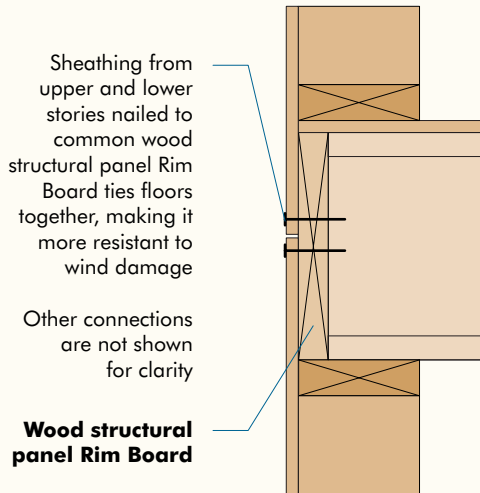 Sheathing from
upper and lower
stories nailed to
common wood
structural panel Rim
Board ties floors
together, making it
more resistant to
wind damage
Other connections
are not shown
for clarity
Wood structural
panel Rim Board